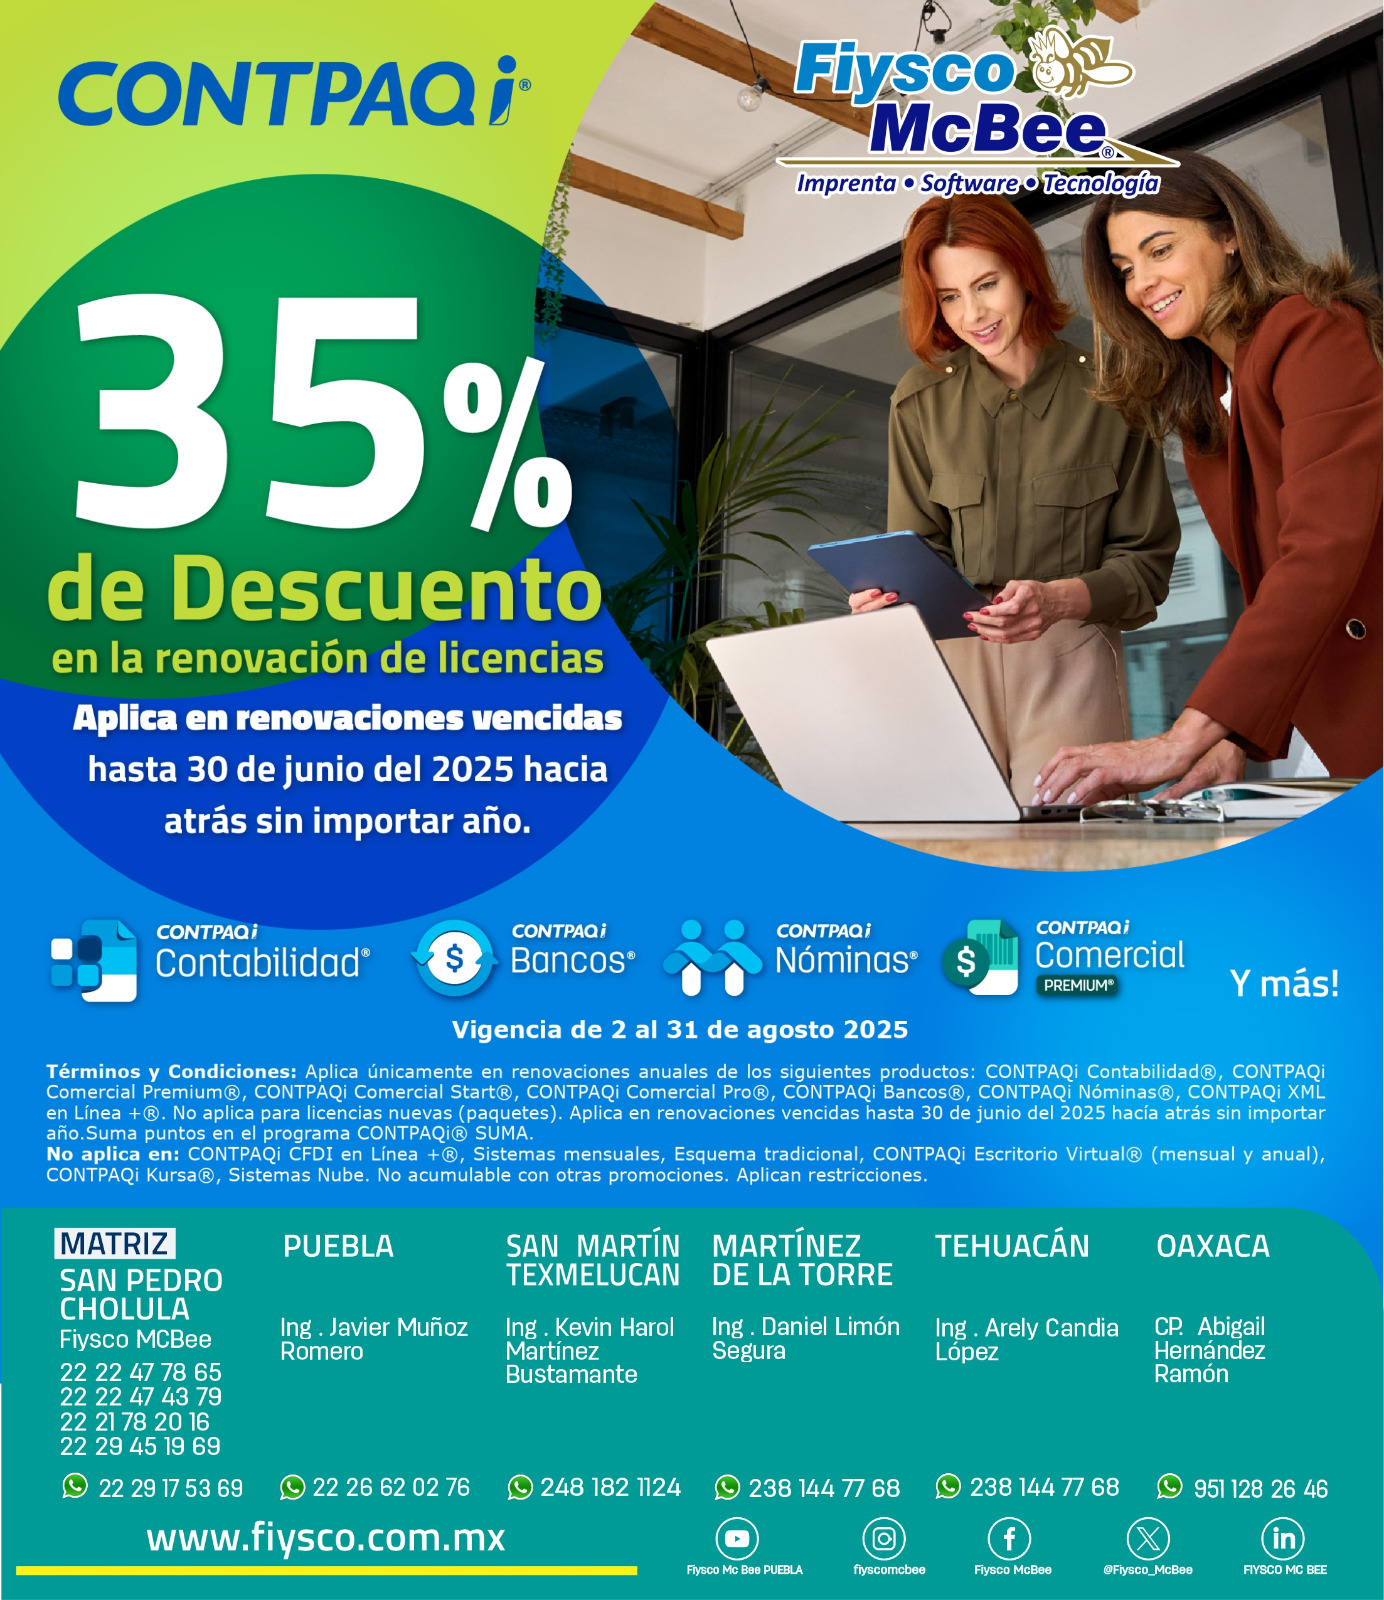 CONTPAQi®
Fiysco
McBee®
Imprenta • Software • Tecnología
35%
de Descuento
en la renovación de licencias
Aplica en renovaciones vencidas
hasta 30 de junio del 2025 hacia
atrás sin importar año.
CONTPAQi
Contabilidad®
CONTPAQi
Bancos®
CONTPAQi
Nóminas®
CONTPAQi
Comercial
PREMIUM®
Y más!
Vigencia de 2 al 31 de agosto 2025
Términos y Condiciones: Aplica únicamente en renovaciones anuales de los siguientes productos: CONTPAQi Contabilidad®, CONTPAQi
Comercial Premium®, CONTPAQi Comercial Start®, CONTPAQi Comercial Pro®, CONTPAQi Bancos®, CONTPAQi Nóminas®, CONTPAQi XML
en Línea +®. No aplica para licencias nuevas (paquetes). Aplica en renovaciones vencidas hasta 30 de junio del 2025 hacía atrás sin importar
año.Suma puntos en el programa CONTPAQi® SUMA.
No aplica en: CONTPAQi CFDI en Línea +®, Sistemas mensuales, Esquema tradicional, CONTPAQi Escritorio Virtual® (mensual y anual),
CONTPAQi Kursa®, Sistemas Nube. No acumulable con otras promociones. Aplican restricciones.
MATRIZ
SAN PEDRO
CHOLULA
Fiysco MCBee
22 22 47 78 65
22 22 47 43 79
22 21 78 20 16
22 29 45 19 69
22 29 17 53 69
PUEBLA
Ing . Javier Muñoz
Romero
22 26 62 02 76
SAN MARTÍN
TEXMELUCAN
Ing . Kevin Harol
Martínez
Bustamante
248 182 1124
MARTÍNEZ
DE LA TORRE
Ing . Daniel Limón
Segura
238 144 77 68
TEHUACÁN
Ing . Arely Candia
López
238 144 77 68
OAXACA
CP. Abigail
Hernández
Ramón
951 128 26 46
www.fiysco.com.mx
Fiysco Mc Bee PUEBLA
fiyscomcbee
Fiysco McBee
@Fiysco_McBee
FIYSCO MC BEE